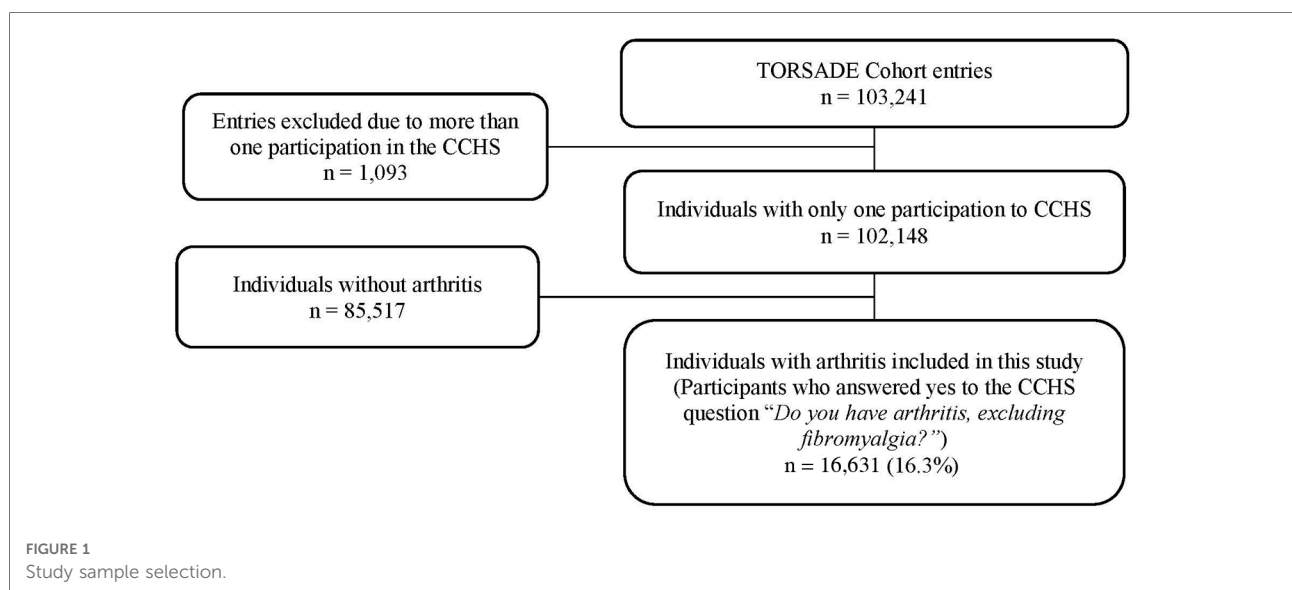 TORSADE Cohort entries
n = 103,241
Entries excluded due to more than
one participation in the CCHS
n = 1,093
Individuals with only one participation to CCHS
n = 102,148
Individuals without arthritis
n = 85,517
Individuals with arthritis included in this study
(Participants who answered yes to the CCHS
question “Do you have arthritis, excluding
fibromyalgia?”)
n = 16,631 (16.3%)
FIGURE 1
Study sample selection.